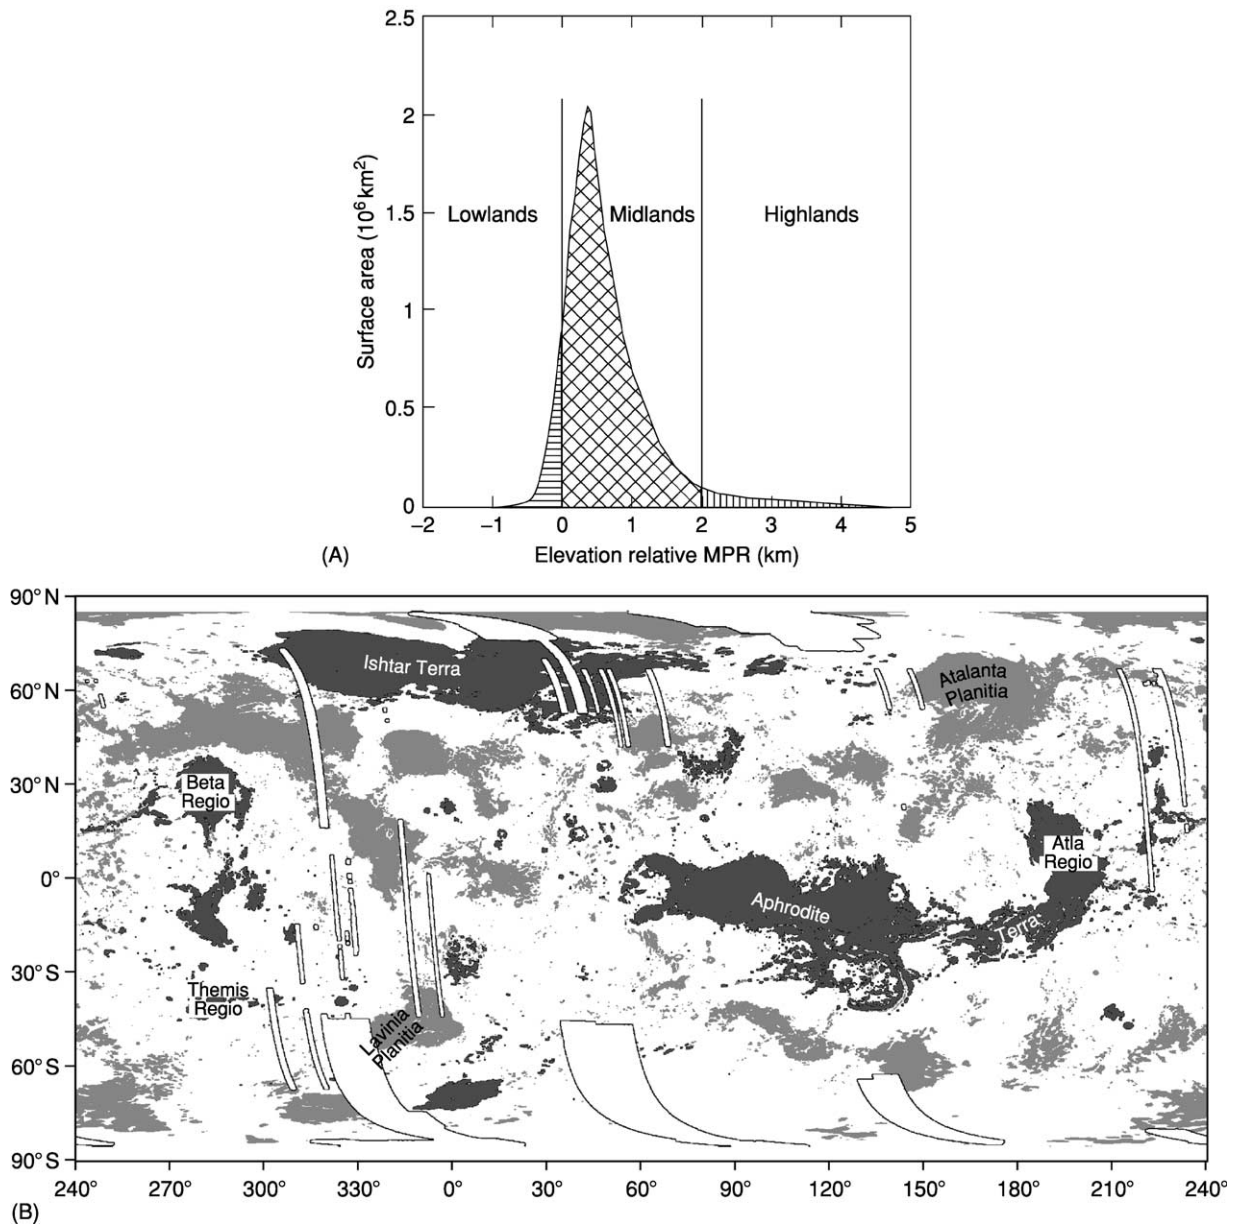 2.5
2
1.5
1
0.5
0
Surface area (10⁶ km²)
Lowlands
Midlands
Highlands
−2
−1
0
1
2
3
4
5
Elevation relative MPR (km)
(A)
90° N
60°
30°
0°
30°S
60°S
90°S
Ishtar Terra
Atalanta
Planitia
Beta
Regio
Atla
Regio
Aphrodite
Terra
Themis
Regio
Lavinia
Planitia
240°
270°
300°
330°
0°
30°
60°
90°
120°
150°
180°
210°
240°
(B)